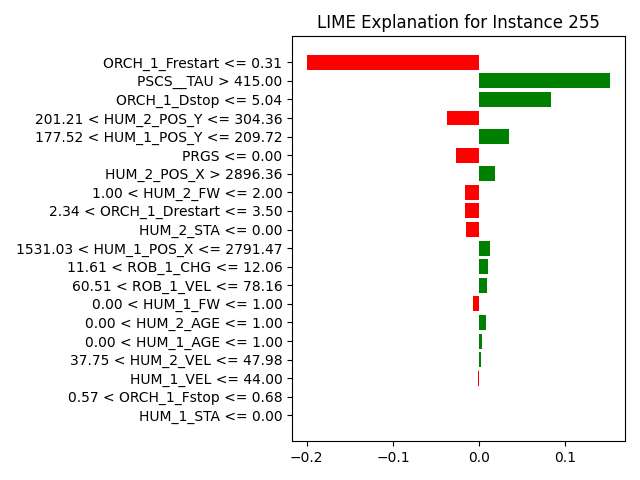 LIME Explanation for Instance 255
ORCH_1_Frestart <= 0.31
PSCS__TAU > 415.00
ORCH_1_Dstop <= 5.04
201.21 < HUM_2_POS_Y <= 304.36
177.52 < HUM_1_POS_Y <= 209.72
PRGS <= 0.00
HUM_2_POS_X > 2896.36
1.00 < HUM_2_FW <= 2.00
2.34 < ORCH_1_Drestart <= 3.50
HUM_2_STA <= 0.00
1531.03 < HUM_1_POS_X <= 2791.47
11.61 < ROB_1_CHG <= 12.06
60.51 < ROB_1_VEL <= 78.16
0.00 < HUM_1_FW <= 1.00
0.00 < HUM_2_AGE <= 1.00
0.00 < HUM_1_AGE <= 1.00
37.75 < HUM_2_VEL <= 47.98
HUM_1_VEL <= 44.00
0.57 < ORCH_1_Fstop <= 0.68
HUM_1_STA <= 0.00
−0.2 −0.1 0.0 0.1